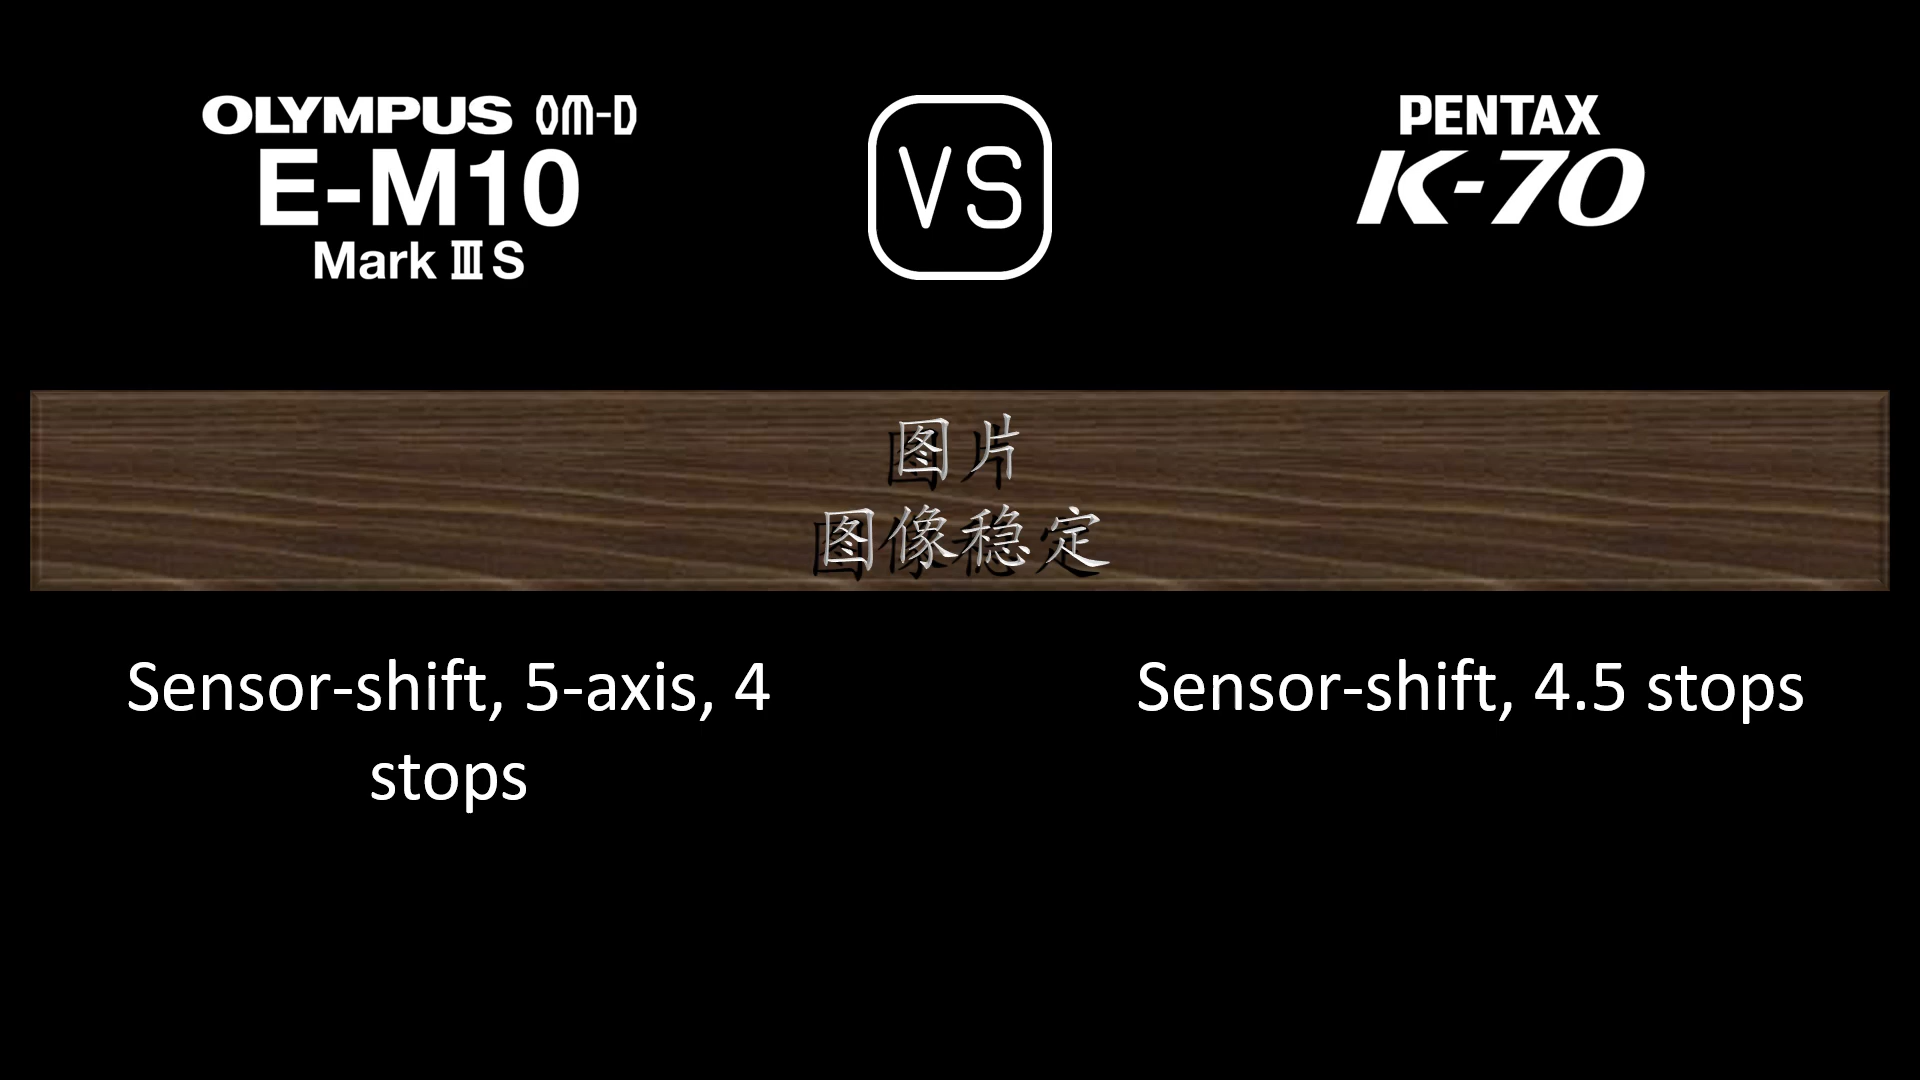 OLYMPUS OM-D
E-M10
Mark III S
VS
PENTAX
K-70
图片
图像稳定
Sensor-shift, 5-axis, 4
stops
Sensor-shift, 4.5 stops